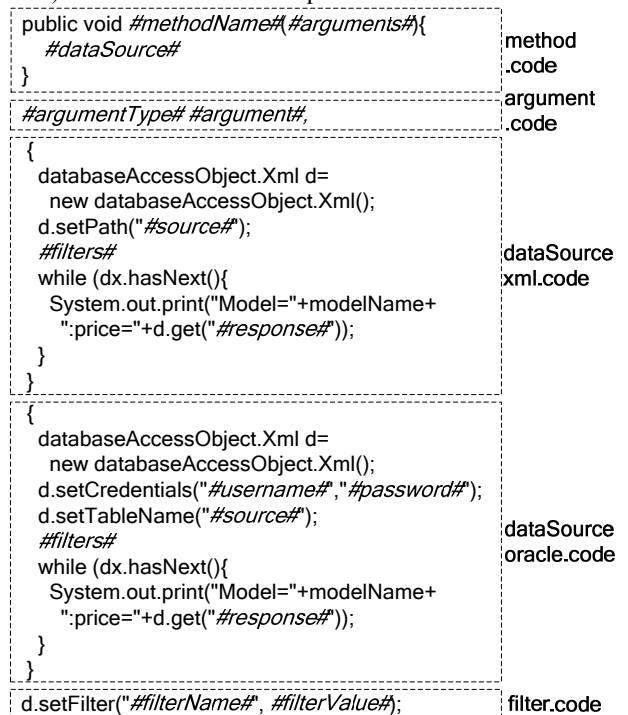 public void #methodName#(#arguments#){
#dataSource#
}
method
.code
#argumentType# #argument#,
argument
.code
{
databaseAccessObject.Xml d=
new databaseAccessObject.Xml();
d.setPath("#source#");
#filters#
while (dx.hasNext(){
System.out.print("Model="+modelName+
":price="+d.get("#response#"));
}
}
dataSource
xml.code
{
databaseAccessObject.Xml d=
new databaseAccessObject.Xml();
d.setCredentials("#username#","#password#");
d.setTableName("#source#");
#filters#
while (dx.hasNext(){
System.out.print("Model="+modelName+
":price="+d.get("#response#"));
}
}
dataSource
oracle.code
d.setFilter("#filterName#", #filterValue#);
filter.code